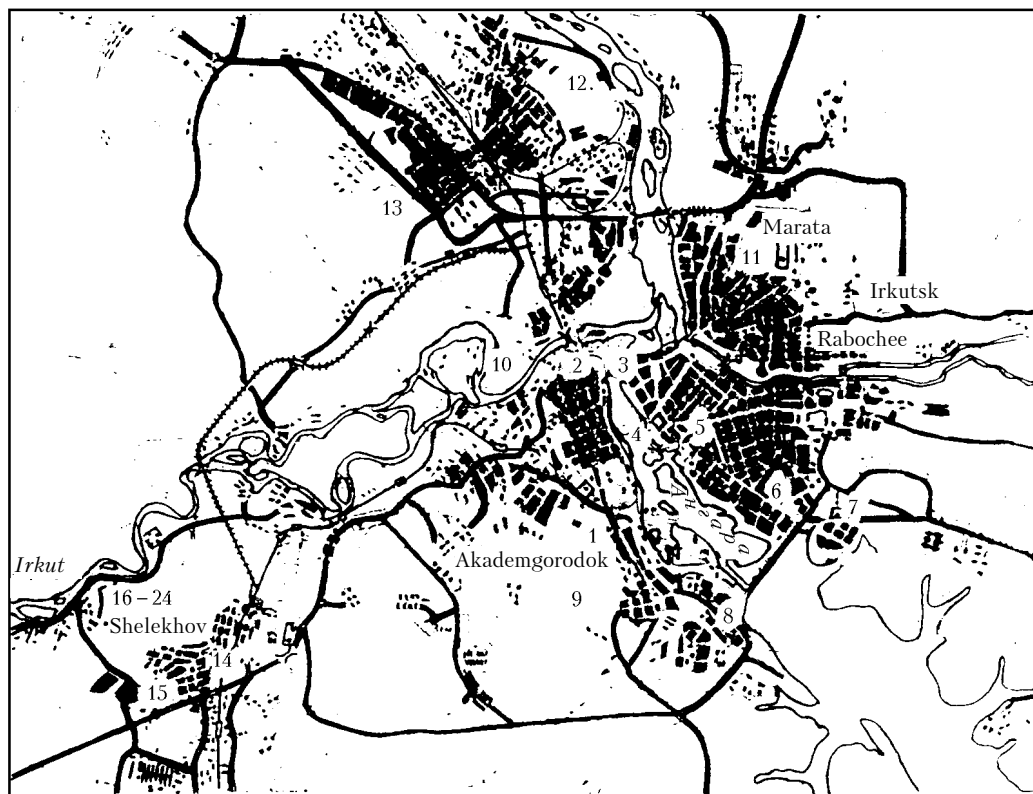 12.
13
Marata
11
Irkutsk
Rabochee
10
2
3
4
5
6
7
1
Irkut
Akademgorodok
16–24
9
Shelekhov
8
14
15